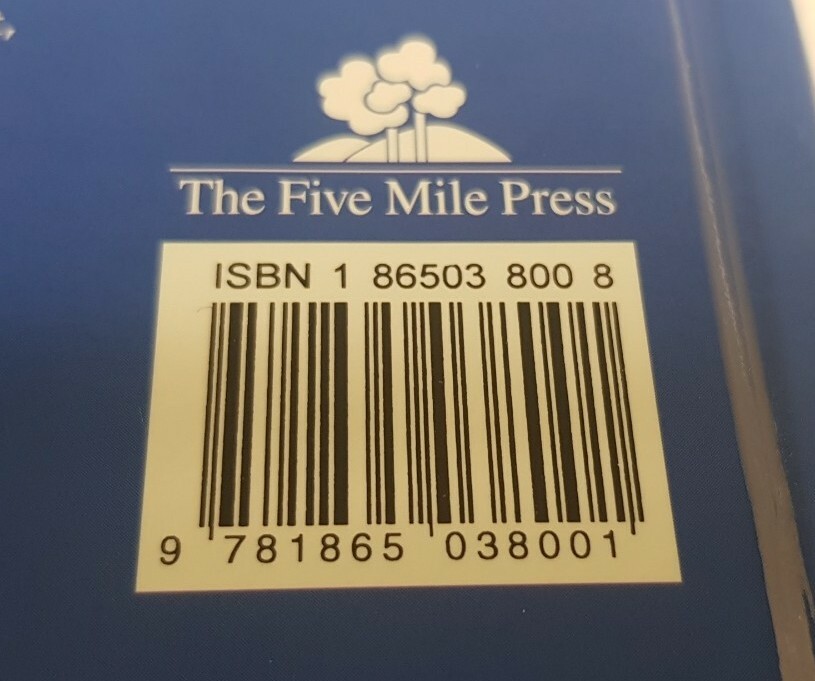 The Five Mile Press
ISBN 1 86503 800 8
9 781865 038001